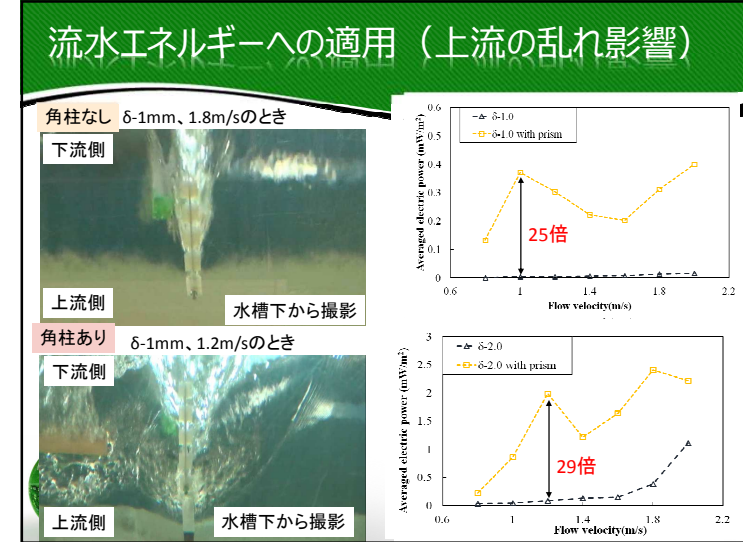 流水エネルギーへの適用（上流の乱れ影響）
角柱なし δ-1mm、1.8m/sのとき
下流側
上流側
水槽下から撮影
角柱あり δ-1mm、1.2m/sのとき
下流側
上流側
水槽下から撮影
Averaged electric power (mW/m²)
0.6
0.5
0.4
0.3
0.2
0.1
0
δ-1.0
δ-1.0 with prism
25倍
0.6 1 1.4 1.8 2.2
Flow velocity(m/s)
Averaged electric power (mW/m²)
3
2.5
2
1.5
1
0.5
0
δ-2.0
δ-2.0 with prism
29倍
0.6 1 1.4 1.8 2.2
Flow velocity(m/s)